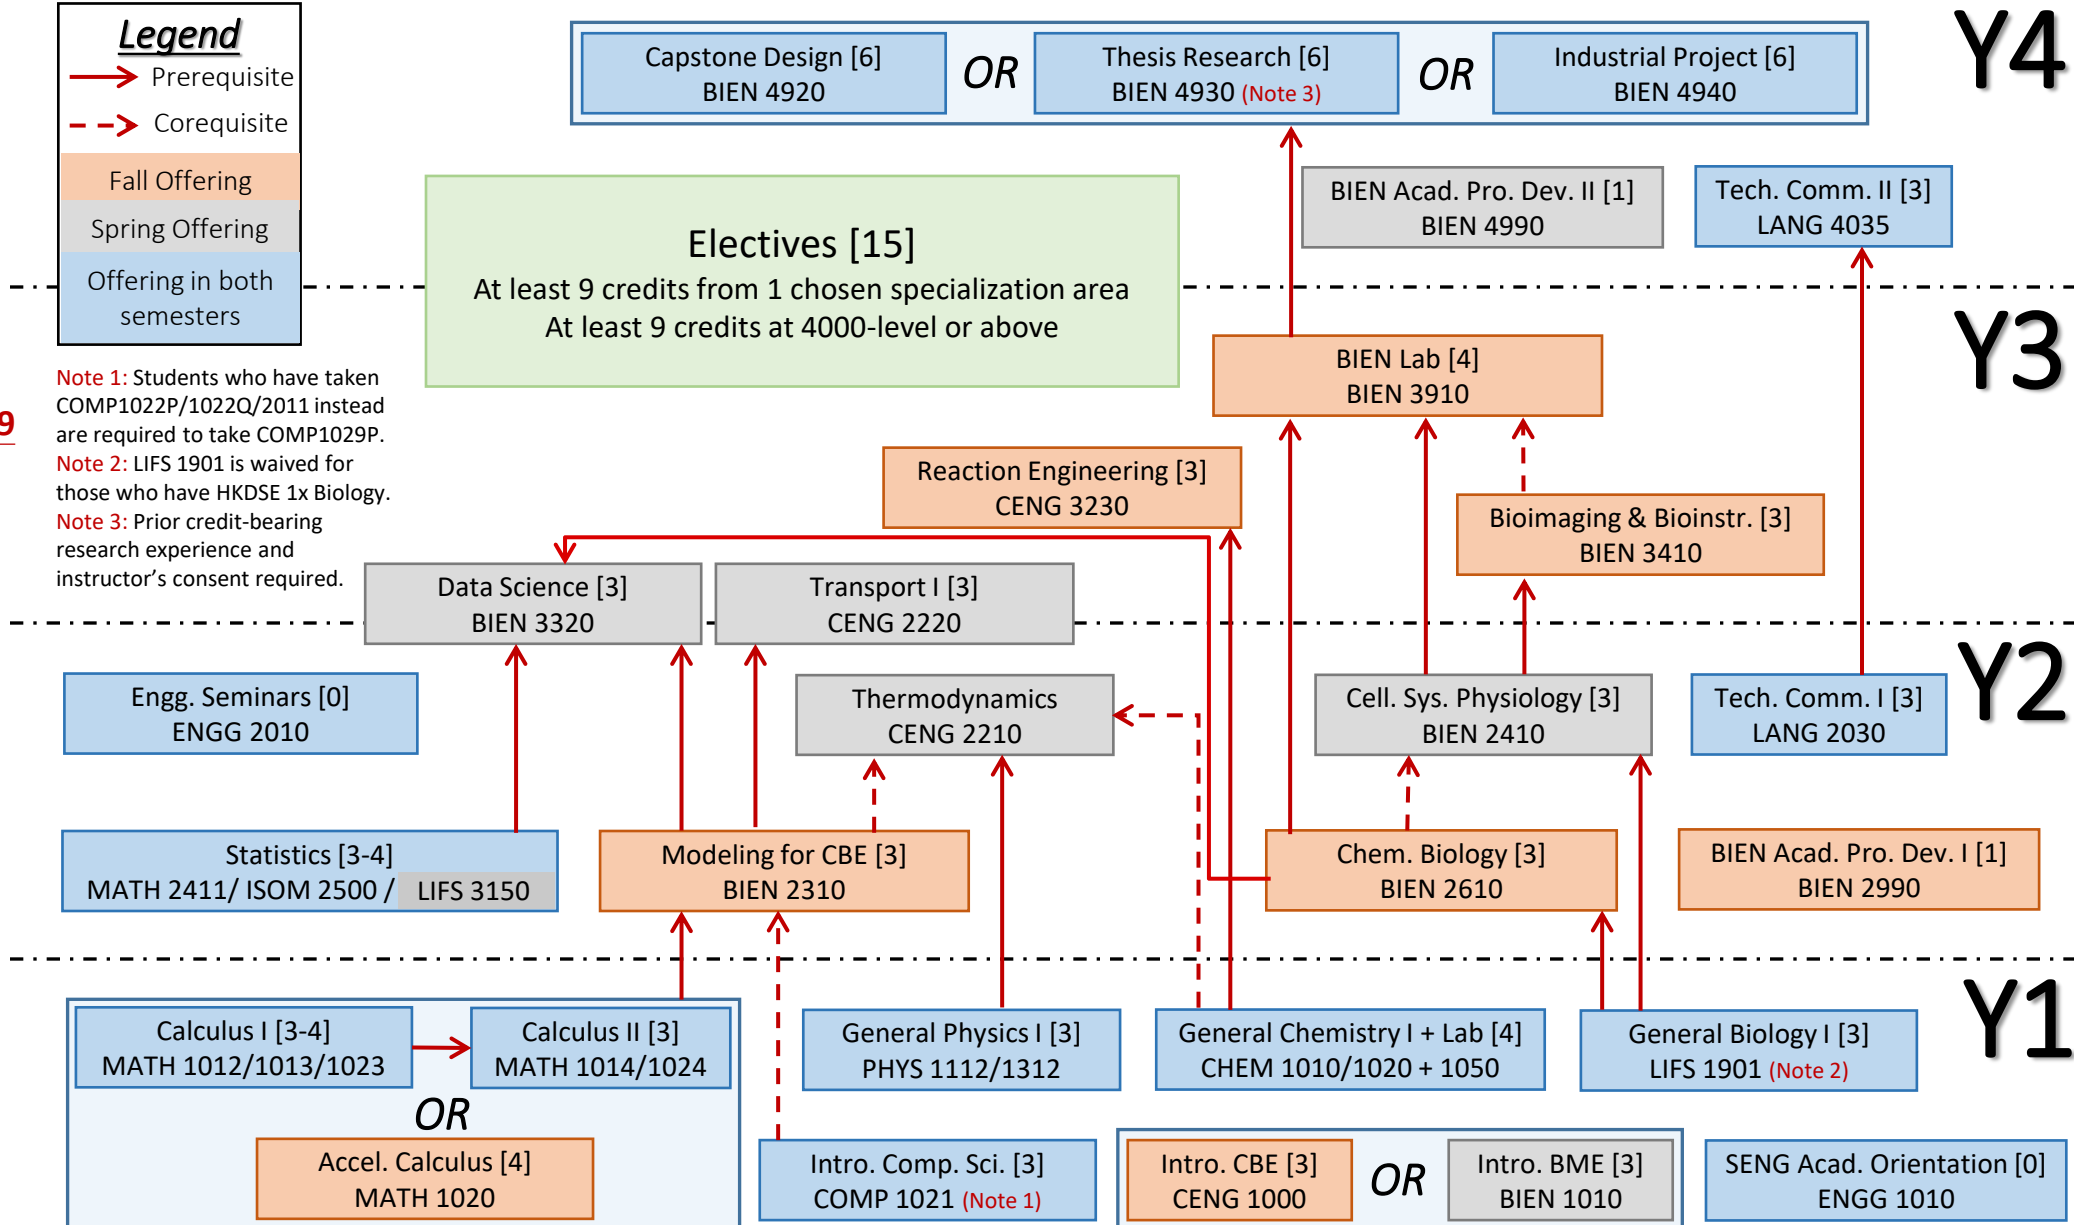 Legend
Prerequisite
Corequisite
Fall Offering
Spring Offering
Offering in both
semesters
Capstone Design [6]
BIEN 4920
OR
Thesis Research [6]
BIEN 4930 (Note 3)
OR
Industrial Project [6]
BIEN 4940
Y4
BIEN Acad. Pro. Dev. II [1]
BIEN 4990
Tech. Comm. II [3]
LANG 4035
Electives [15]
At least 9 credits from 1 chosen specialization area
At least 9 credits at 4000-level or above
Y3
BIEN Lab [4]
BIEN 3910
9
Note 1: Students who have taken
COMP1022P/1022Q/2011 instead
are required to take COMP1029P.
Note 2: LIFS 1901 is waived for
those who have HKDSE 1x Biology.
Note 3: Prior credit-bearing
research experience and
instructor's consent required.
Reaction Engineering [3]
CENG 3230
Bioimaging & Bioinstr. [3]
BIEN 3410
Data Science [3]
BIEN 3320
Transport I [3]
CENG 2220
Y2
Engg. Seminars [0]
ENGG 2010
Thermodynamics
CENG 2210
Cell. Sys. Physiology [3]
BIEN 2410
Tech. Comm. I [3]
LANG 2030
Statistics [3-4]
MATH 2411/ ISOM 2500 / LIFS 3150
Modeling for CBE [3]
BIEN 2310
Chem. Biology [3]
BIEN 2610
BIEN Acad. Pro. Dev. I [1]
BIEN 2990
Y1
Calculus I [3-4]
MATH 1012/1013/1023
Calculus II [3]
MATH 1014/1024
OR
Accel. Calculus [4]
MATH 1020
General Physics I [3]
PHYS 1112/1312
General Chemistry I + Lab [4]
CHEM 1010/1020 + 1050
General Biology I [3]
LIFS 1901 (Note 2)
Intro. Comp. Sci. [3]
COMP 1021 (Note 1)
Intro. CBE [3]
CENG 1000
OR
Intro. BME [3]
BIEN 1010
SENG Acad. Orientation [0]
ENGG 1010